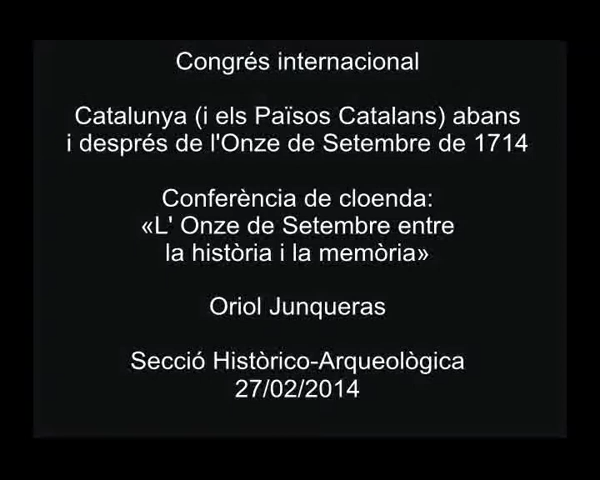 Congrés internacional
Catalunya (i els Països Catalans) abans
i després de l'Onze de Setembre de 1714
Conferència de cloenda:
«L' Onze de Setembre entre
la història i la memòria»
Oriol Junqueras
Secció Històrico-Arqueològica
27/02/2014